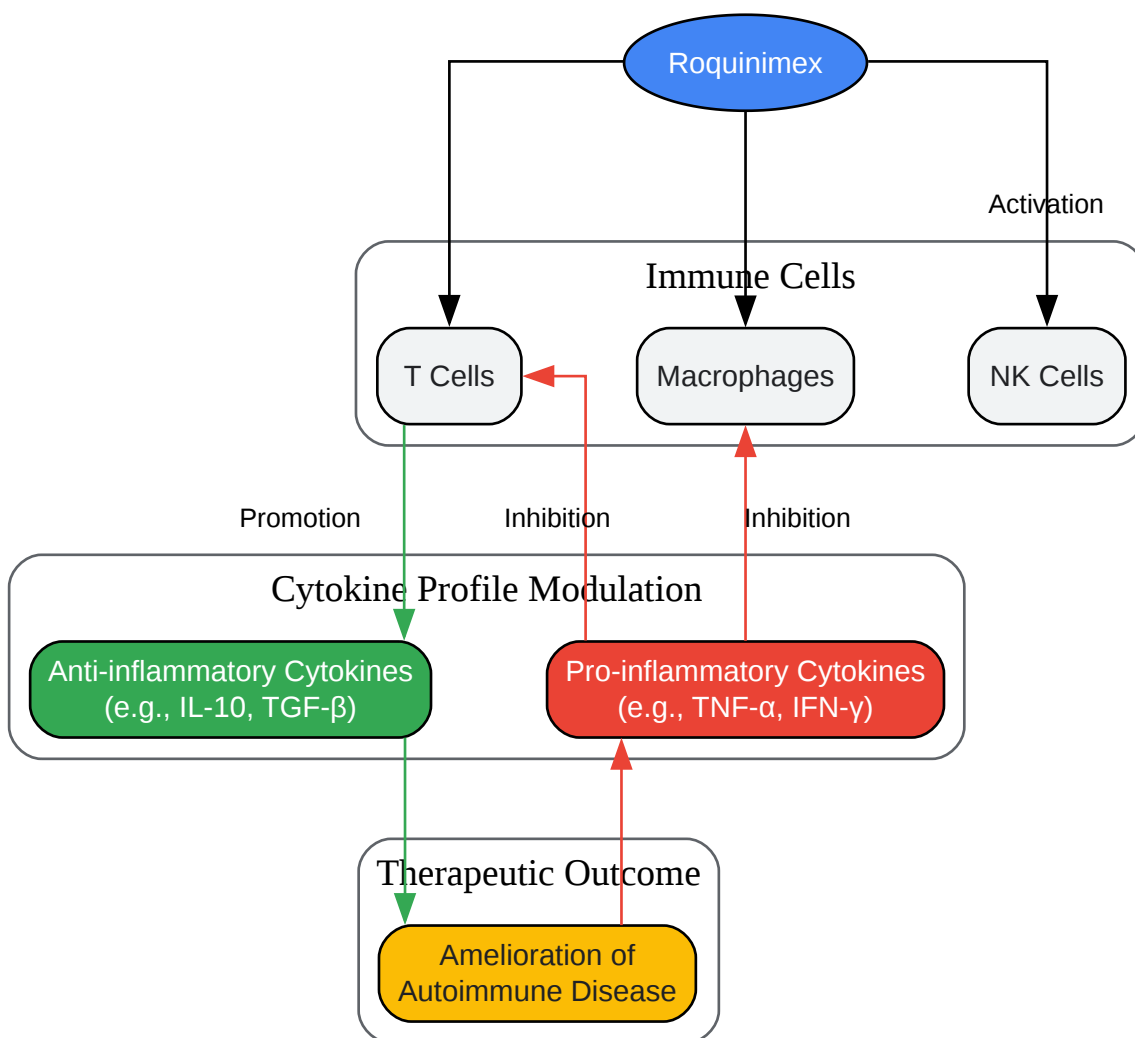 Roquinimex
Activation
Immune Cells
T Cells
Macrophages
NK Cells
Promotion
Inhibition
Inhibition
Cytokine Profile Modulation
Anti-inflammatory Cytokines
(e.g., IL-10, TGF-β)
Pro-inflammatory Cytokines
(e.g., TNF-α, IFN-γ)
Therapeutic Outcome
Amelioration of
Autoimmune Disease